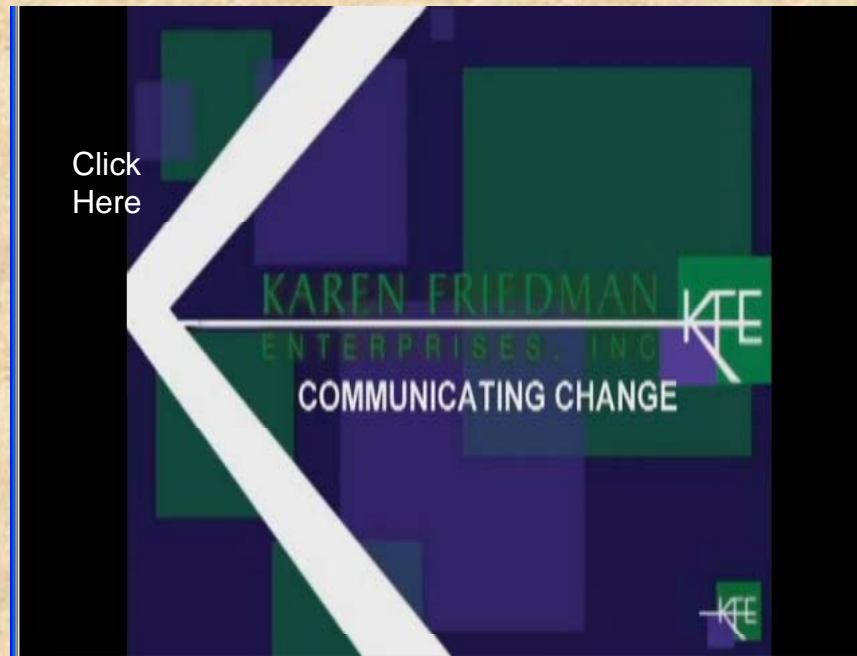 Click
Here
KAREN FRIEDMAN
ENTERPRISES, INC
COMMUNICATING CHANGE
KFE
KFE